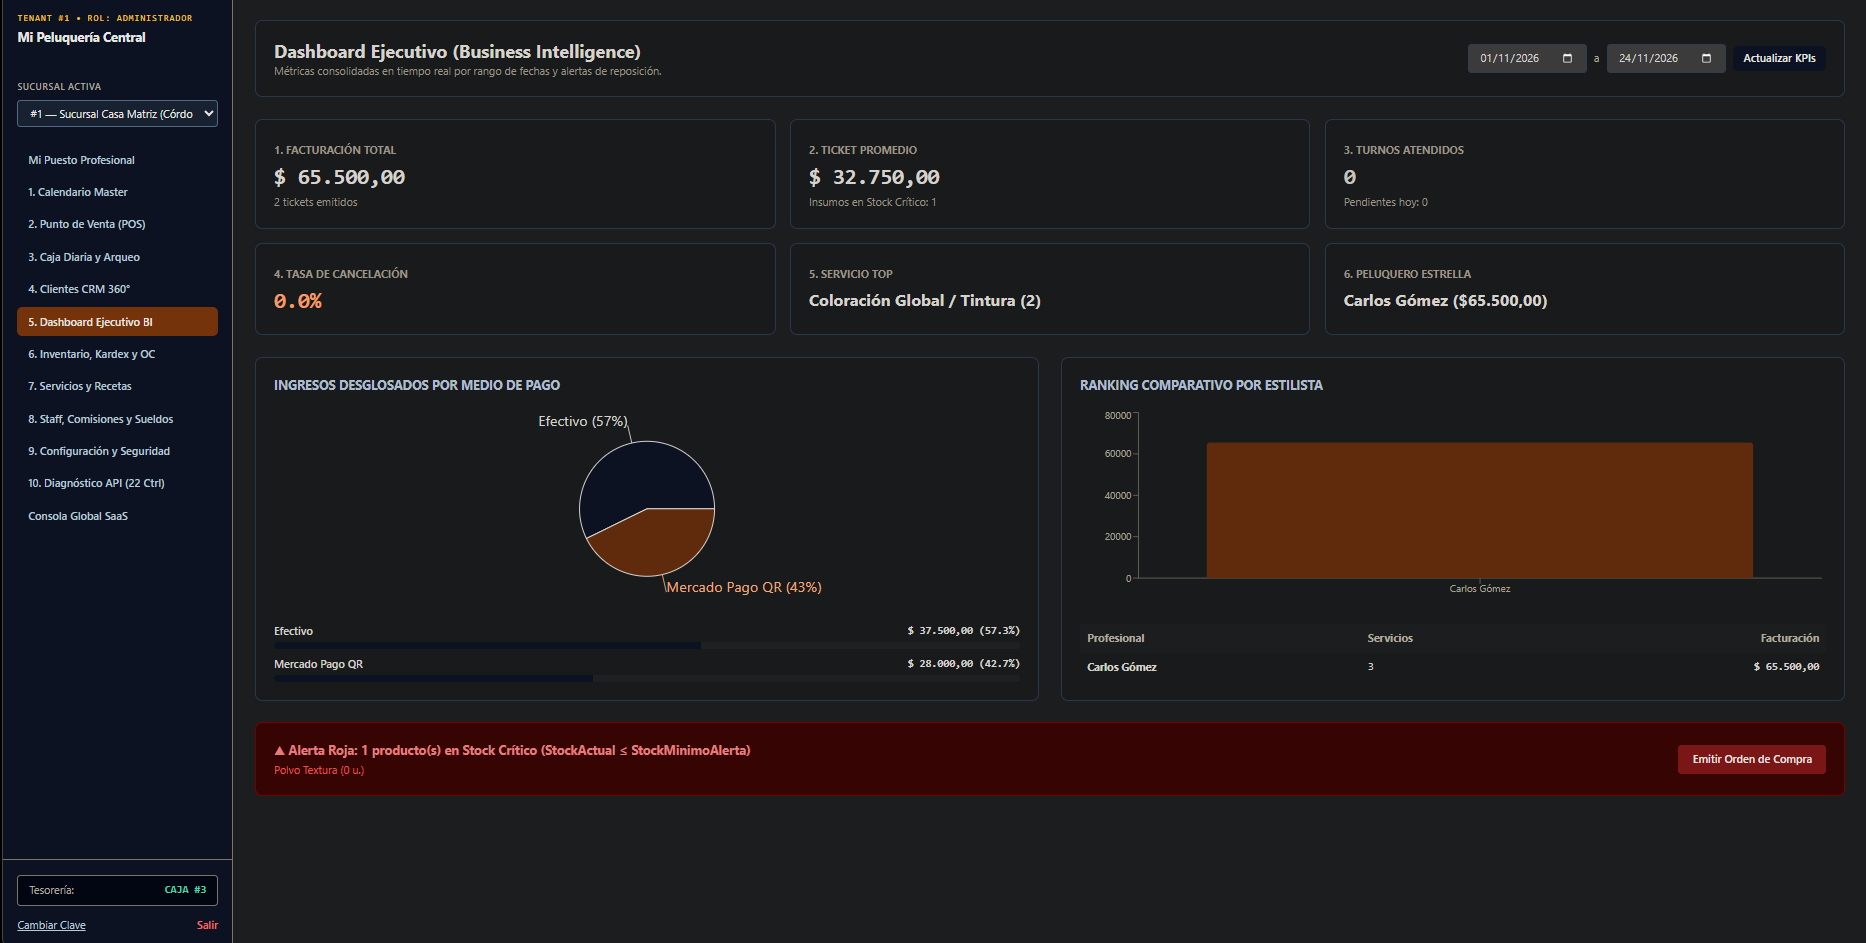 TENANT #1 • ROL: ADMINISTRADOR
Mi Peluquería Central
SUCURSAL ACTIVA
#1 — Sucursal Casa Matriz (Córdo
Mi Puesto Profesional
1. Calendario Master
2. Punto de Venta (POS)
3. Caja Diaria y Arqueo
4. Clientes CRM 360°
5. Dashboard Ejecutivo BI
6. Inventario, Kardex y OC
7. Servicios y Recetas
8. Staff, Comisiones y Sueldos
9. Configuración y Seguridad
10. Diagnóstico API (22 Ctrl)
Consola Global SaaS
Tesorería: CAJA #3
Cambiar Clave Salir
Dashboard Ejecutivo (Business Intelligence)
Métricas consolidadas en tiempo real por rango de fechas y alertas de reposición.
01/11/2026 a 24/11/2026 Actualizar KPIs
1. FACTURACIÓN TOTAL
$ 65.500,00
2 tickets emitidos
2. TICKET PROMEDIO
$ 32.750,00
Insumos en Stock Crítico: 1
3. TURNOS ATENDIDOS
0
Pendientes hoy: 0
4. TASA DE CANCELACIÓN
0.0%
5. SERVICIO TOP
Coloración Global / Tintura (2)
6. PELUQUERO ESTRELLA
Carlos Gómez ($65.500,00)
INGRESOS DESGLOSADOS POR MEDIO DE PAGO
Efectivo (57%)
Mercado Pago QR (43%)
Efectivo $ 37.500,00 (57.3%)
Mercado Pago QR $ 28.000,00 (42.7%)
RANKING COMPARATIVO POR ESTILISTA
80000
60000
40000
20000
0
Carlos Gómez
Profesional Servicios Facturación
Carlos Gómez 3 $ 65.500,00
▲ Alerta Roja: 1 producto(s) en Stock Crítico (StockActual ≤ StockMinimoAlerta)
Polvo Textura (0 u.)
Emitir Orden de Compra